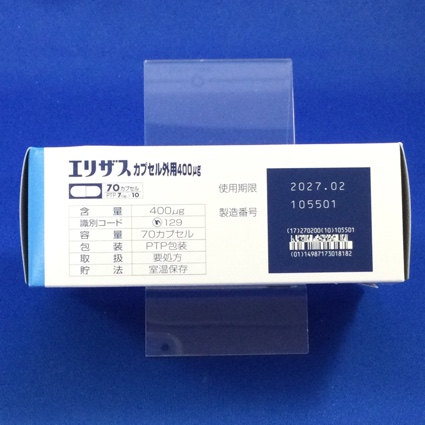 エリザス カプセル外用400μg
70カプセル
PTP 7カプセル×10
含量 400μg
識別コード 129
容量 70カプセル
包装 PTP包装
取扱 要処方
貯法 室温保存
使用期限 2027.02
製造番号 105501
(17)270200(10)105501
(01)14987173018182